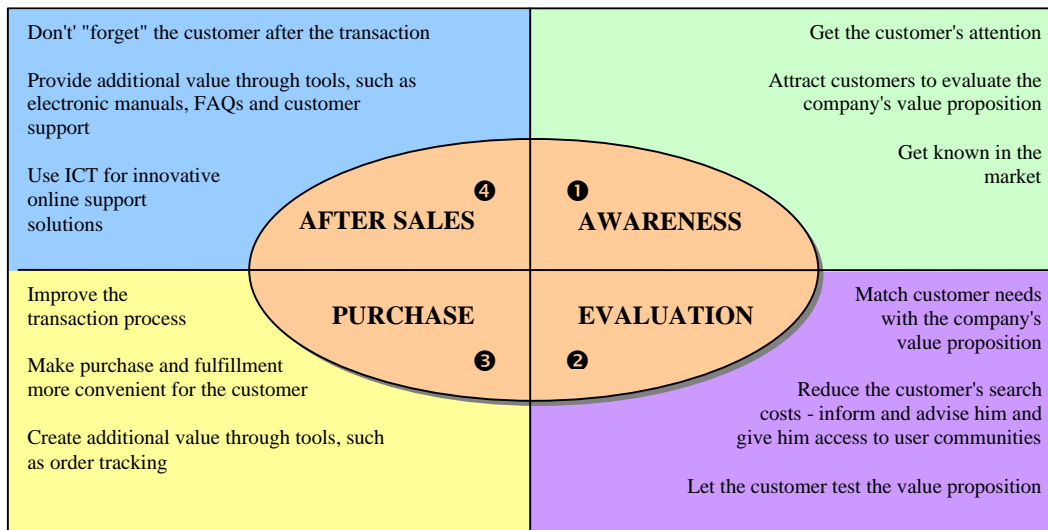 Don't' "forget" the customer after the transaction
Provide additional value through tools, such as
electronic manuals, FAQs and customer
support
Use ICT for innovative
online support
solutions
Get the customer's attention
Attract customers to evaluate the
company's value proposition
Get known in the
market
❹
AFTER SALES
❶
AWARENESS
PURCHASE
❸
EVALUATION
❷
Improve the
transaction process
Make purchase and fulfillment
more convenient for the customer
Create additional value through tools, such
as order tracking
Match customer needs
with the company's
value proposition
Reduce the customer's search
costs - inform and advise him and
give him access to user communities
Let the customer test the value proposition